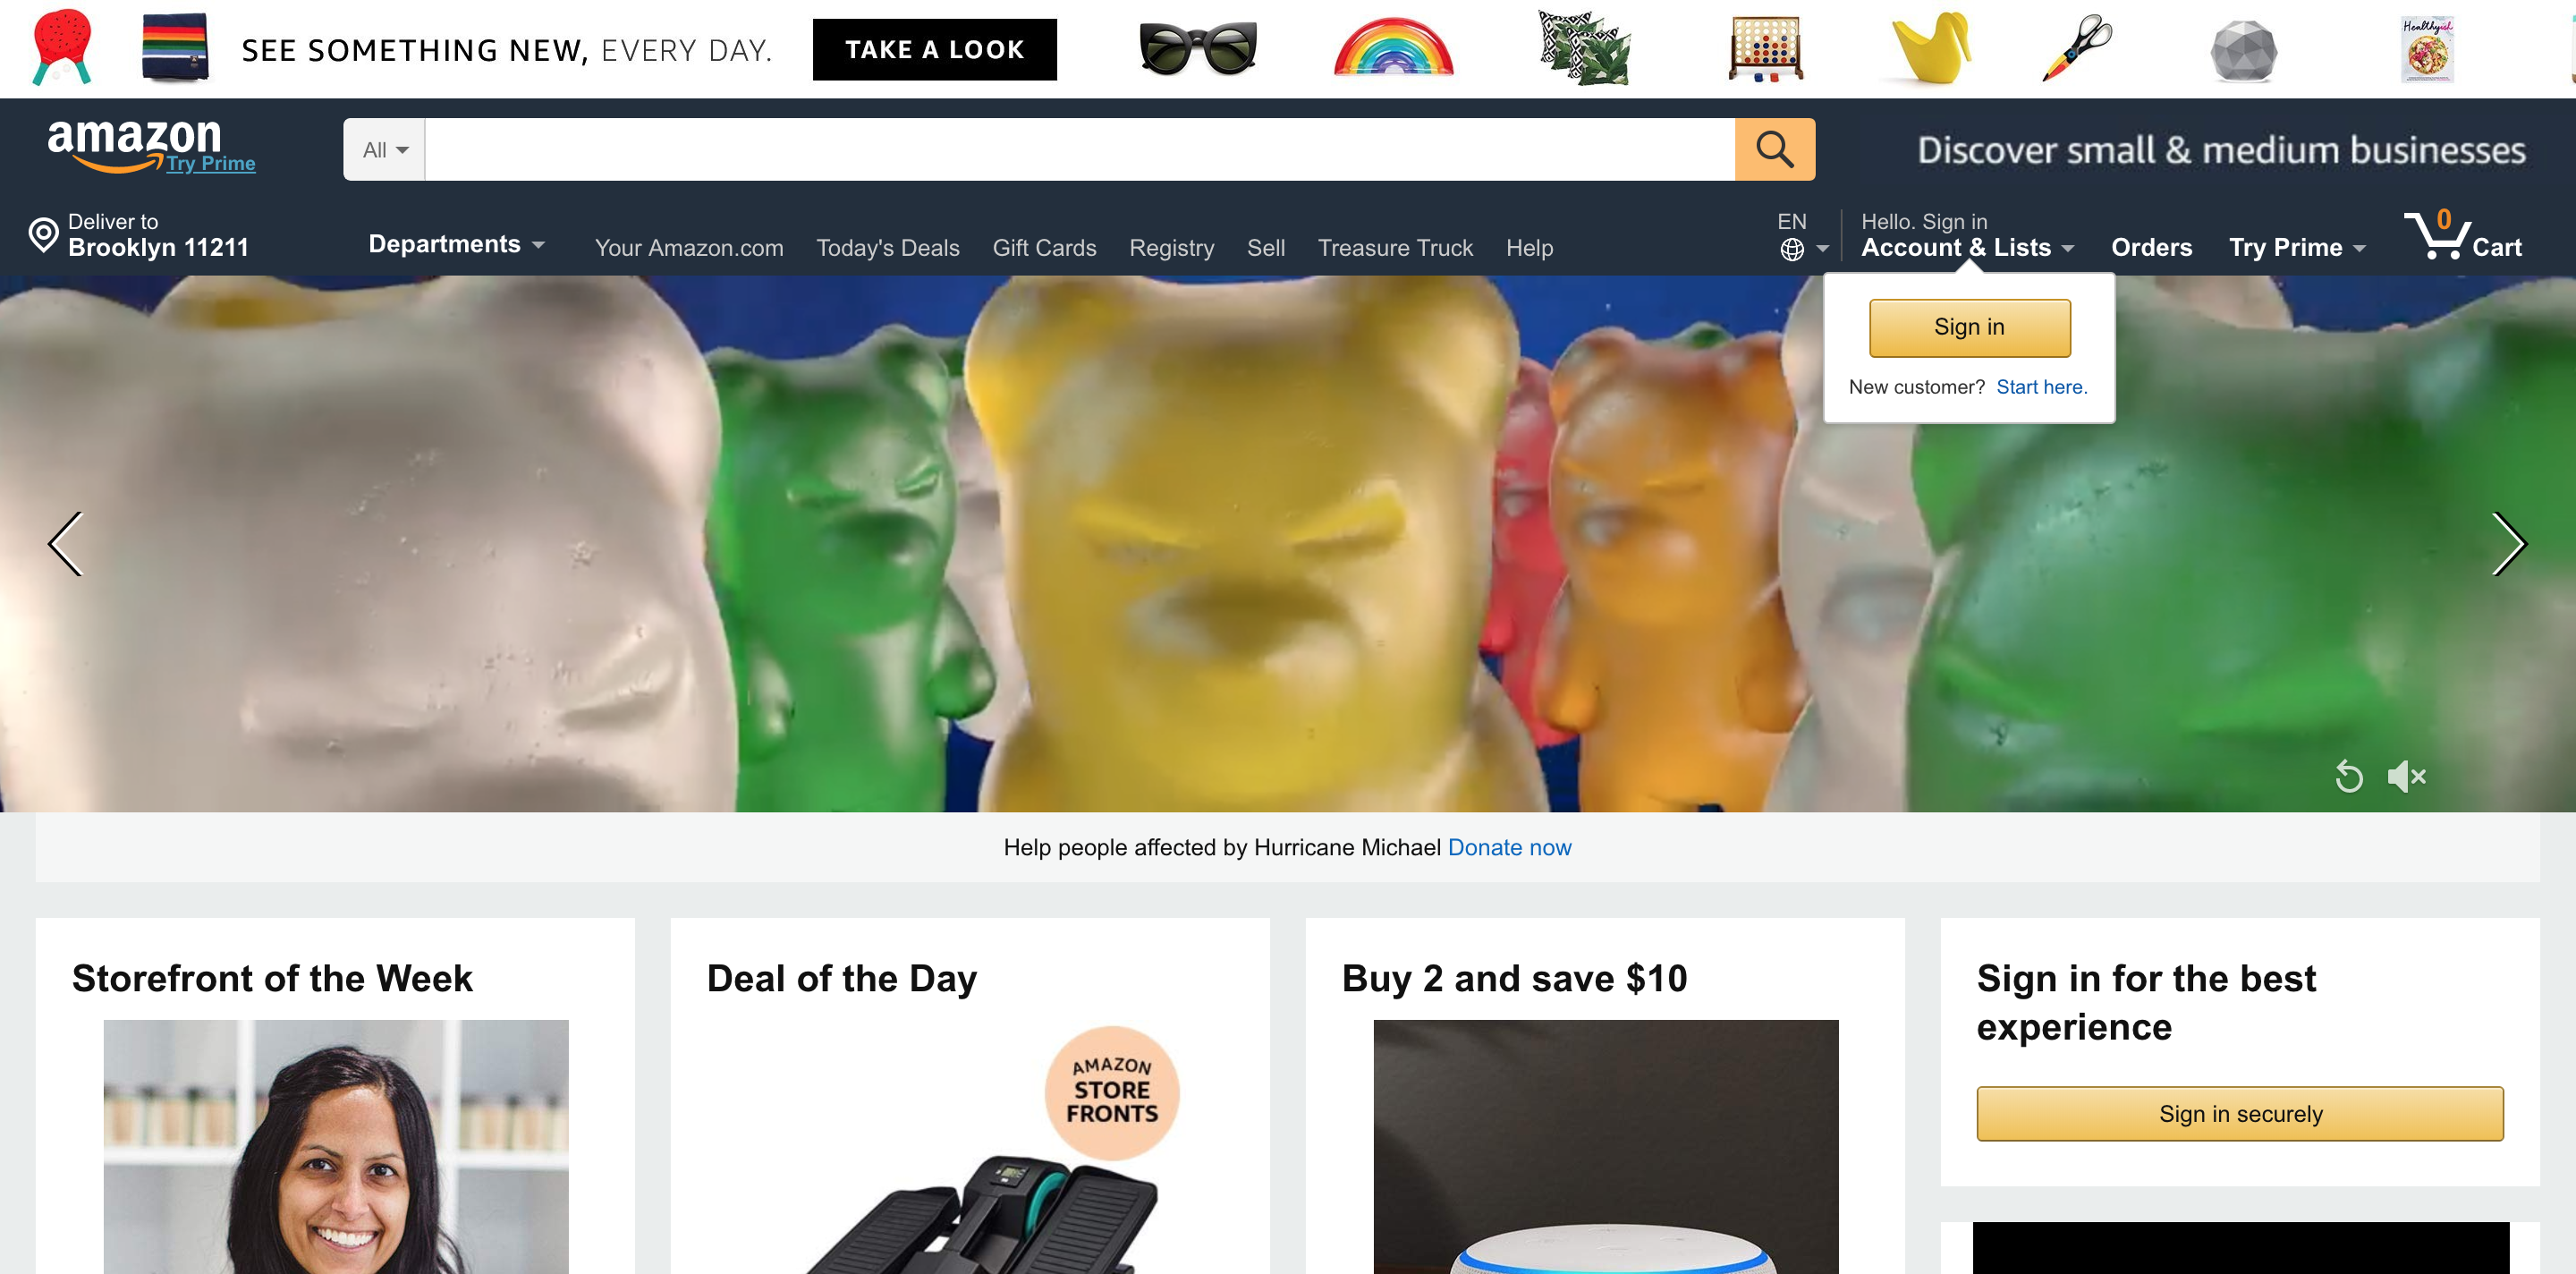 SEE SOMETHING NEW, EVERY DAY.
TAKE A LOOK
Healthyish
amazon
Try Prime
All
Discover small & medium businesses
Deliver to
Brooklyn 11211
Departments
Your Amazon.com
Today's Deals
Gift Cards
Registry
Sell
Treasure Truck
Help
EN
Hello. Sign in
Account & Lists
Orders
Try Prime
0
Cart
Sign in
New customer? Start here.
Help people affected by Hurricane Michael Donate now
Storefront of the Week
Deal of the Day
AMAZON
STORE
FRONTS
Buy 2 and save $10
Sign in for the best
experience
Sign in securely